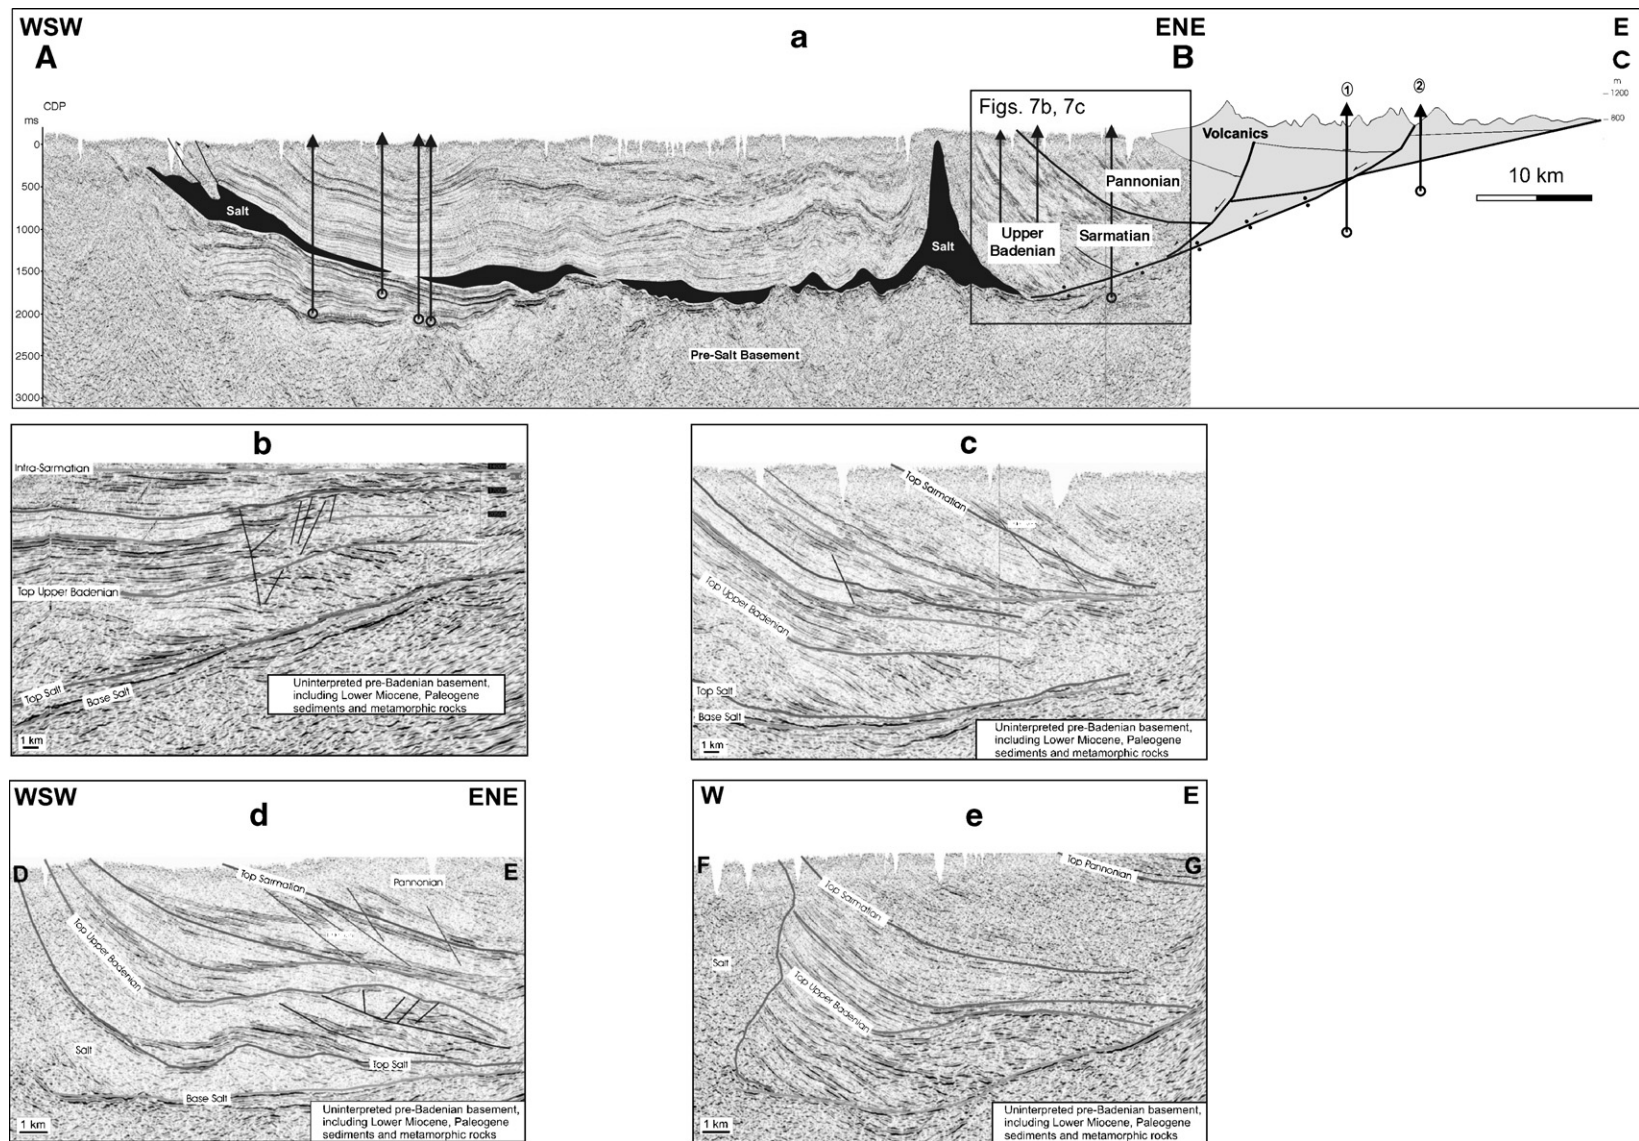 WSW a ENE E
A B C
m
CDP
ms
1200
800
0
500
1000
1500
2000
2500
3000
Figs. 7b, 7c
1
2
Volcanics
10 km
Pannonian
Salt
Upper
Badenian
Sarmatian
Salt
Pre-Salt Basement
b
Intra-Sarmatian
Top Upper Badenian
Top Salt
Base Salt
Uninterpreted pre-Badenian basement,
including Lower Miocene, Paleogene
sediments and metamorphic rocks
1 km
c
Top Sarmatian
Top Upper Badenian
Top Salt
Base Salt
Uninterpreted pre-Badenian basement,
including Lower Miocene, Paleogene
sediments and metamorphic rocks
1 km
WSW d ENE
D E
Top Sarmatian
Pannonian
Top Upper Badenian
Salt
Top Salt
Base Salt
Uninterpreted pre-Badenian basement,
including Lower Miocene, Paleogene
sediments and metamorphic rocks
1 km
W e E
F G
Top Pannonian
Top Sarmatian
Salt
Top Upper Badenian
Uninterpreted pre-Badenian basement,
including Lower Miocene, Paleogene
sediments and metamorphic rocks
1 km